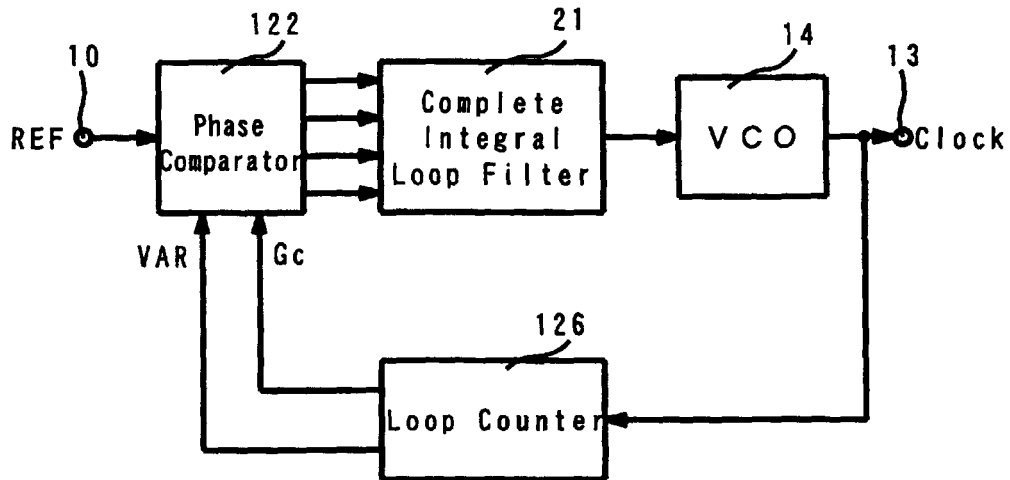 10
122
21
14
13
REF
Phase
Comparator
Complete
Integral
Loop Filter
VCO
Clock
VAR
Gc
126
Loop Counter